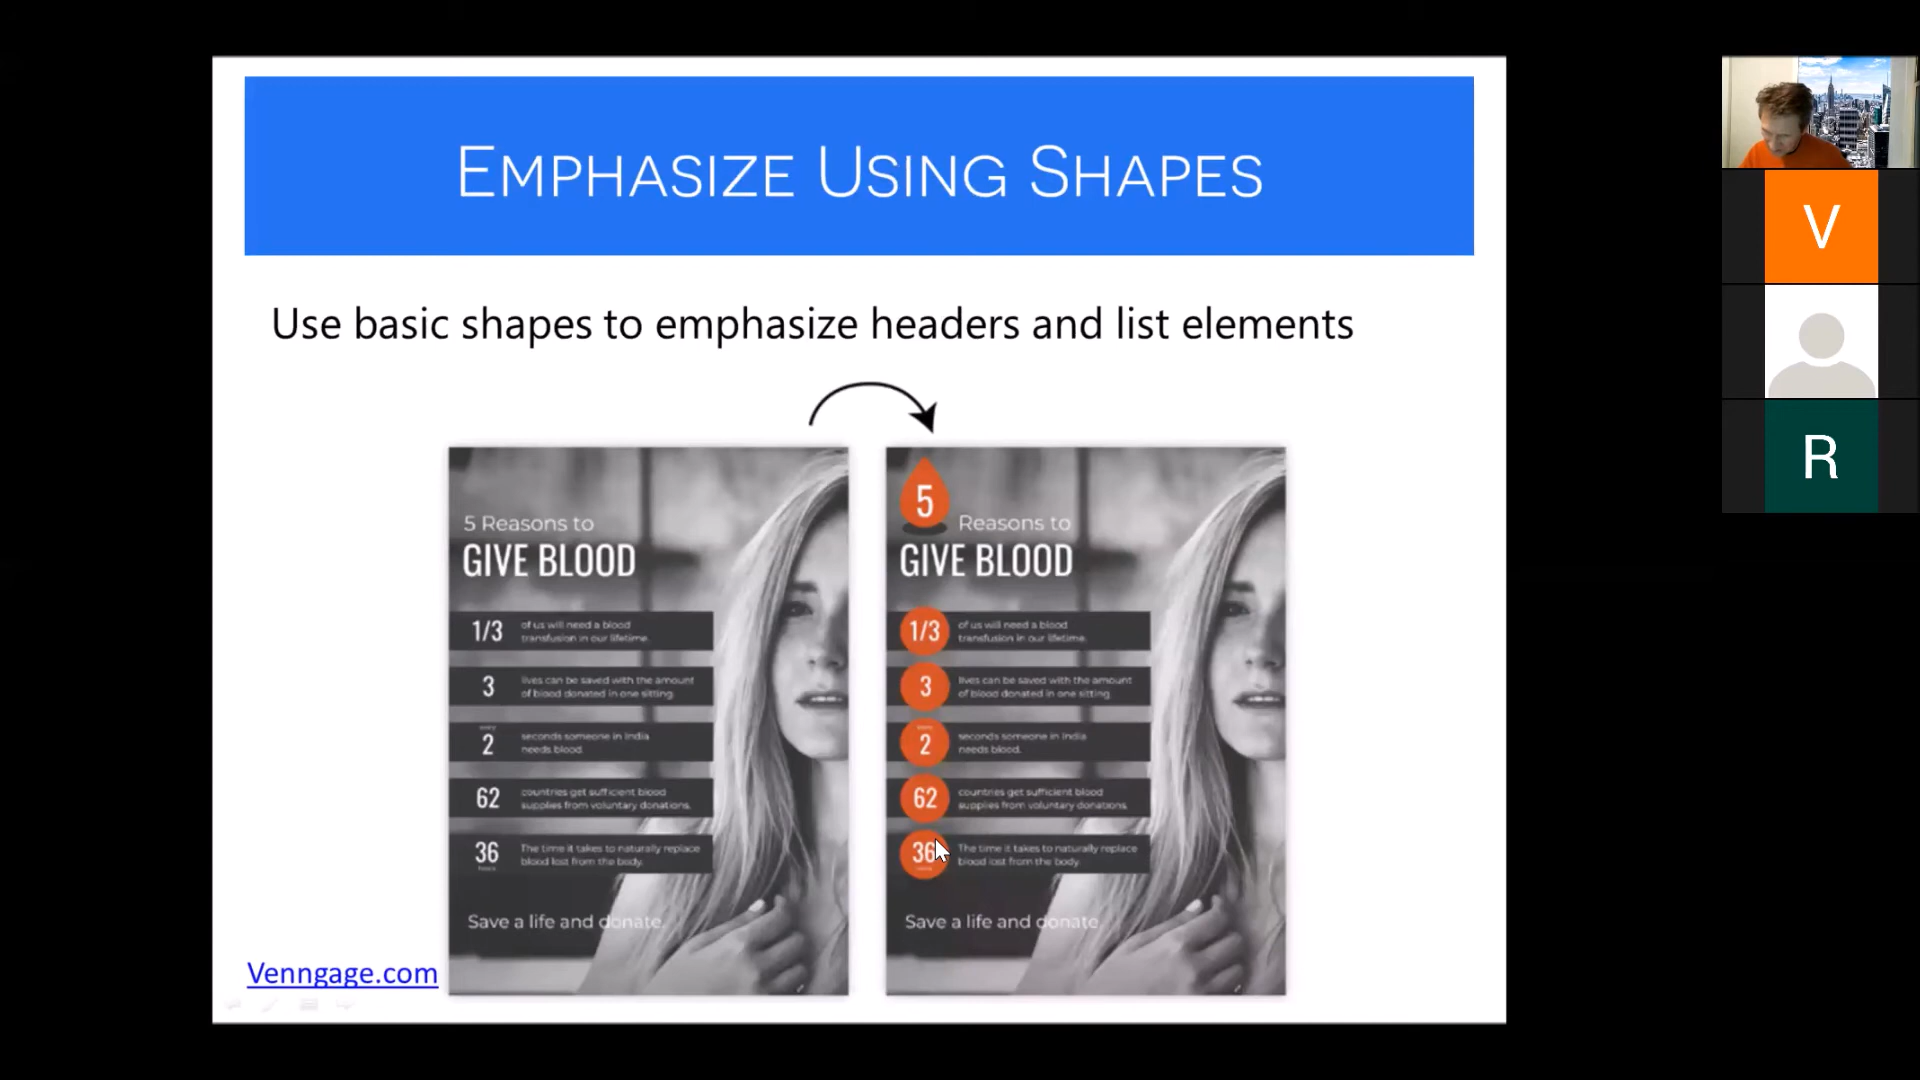 EMPHASIZE USING SHAPES
Use basic shapes to emphasize headers and list elements
5 Reasons to
GIVE BLOOD
1/3 of us will need a blood
transfusion in our lifetime.
3 lives can be saved with the amount
of blood donated in one sitting.
2 seconds someone in India
needs blood.
62 countries get sufficient blood
supplies from voluntary donations.
36 The time it takes to naturally replace
blood lost from the body.
Save a life and donate.
5 Reasons to
GIVE BLOOD
1/3 of us will need a blood
transfusion in our lifetime.
3 lives can be saved with the amount
of blood donated in one sitting.
2 seconds someone in India
needs blood.
62 countries get sufficient blood
supplies from voluntary donations.
36 The time it takes to naturally replace
blood lost from the body.
Save a life and donate.
Venngage.com
V
R